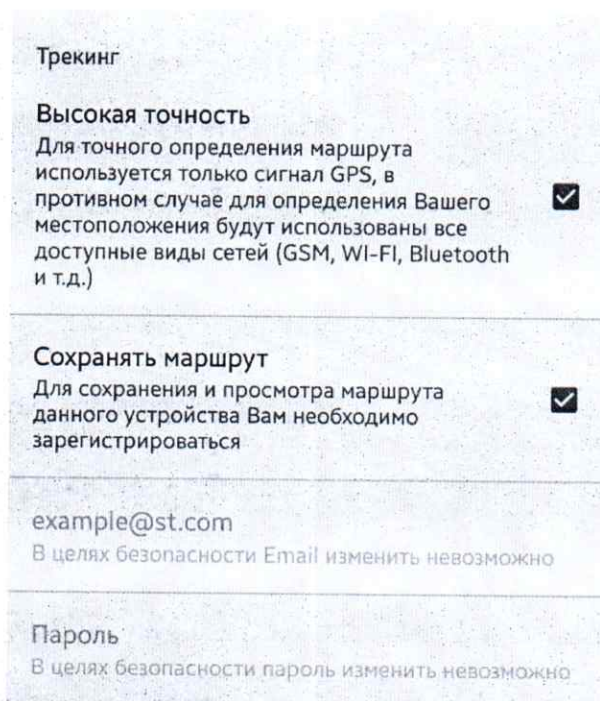 Трекинг
Высокая точность
Для точного определения маршрута
используется только сигнал GPS, в
противном случае для определения Вашего
местоположения будут использованы все
доступные виды сетей (GSM, WI-FI, Bluetooth
и т.д.)
Сохранять маршрут
Для сохранения и просмотра маршрута
данного устройства Вам необходимо
зарегистрироваться
example@st.com
В целях безопасности Email изменить невозможно
Пароль
В целях безопасности пароль изменить невозможно